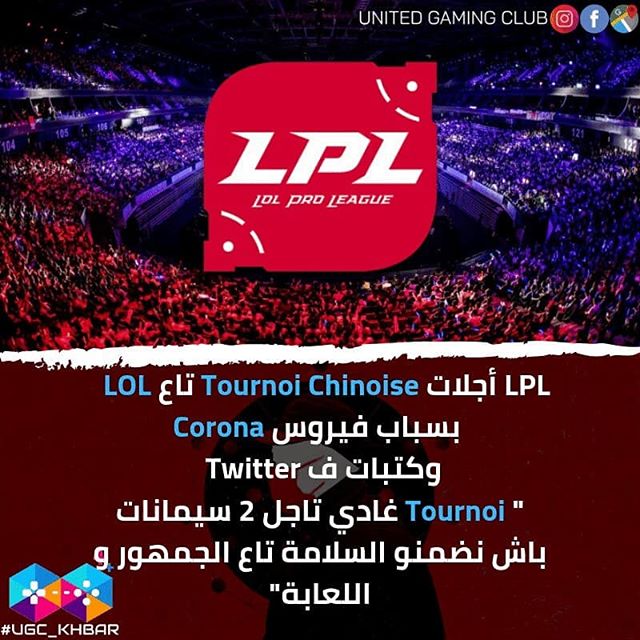 UNITED GAMING CLUB
LPL
LOL PRO LEAGUE
LPL أجلات Tournoi Chinoise تاع LOL
بسباب فيروس Corona
وكتبات ف Twitter
" Tournoi غادي تاجل 2 سيمانات
باش نضمنو السلامة تاع الجمهور و
اللعابة"
#UGC_KHBAR